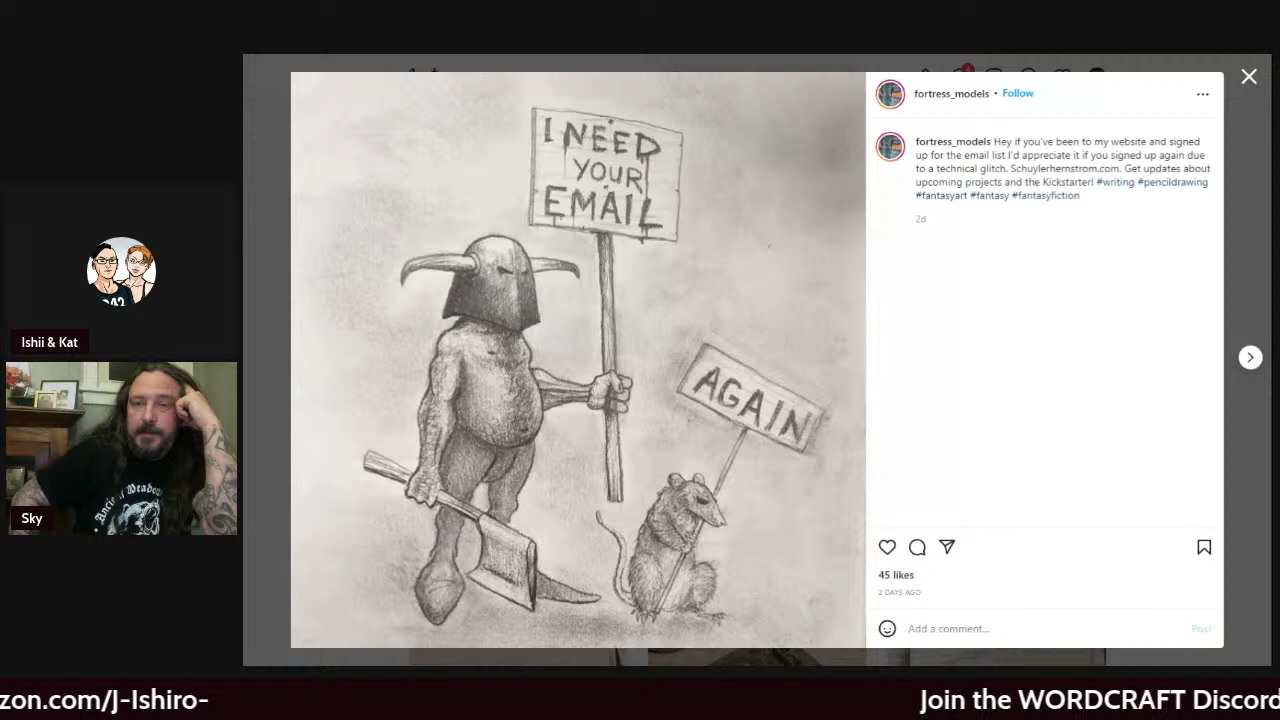 I NEED
YOUR
EMAIL
AGAIN
fortress_models • Follow
fortress_models Hey if you've been to my website and signed
up for the email list I'd appreciate it if you signed up again due
to a technical glitch. Schuylerhernstrom.com. Get updates about
upcoming projects and the Kickstarter! #writing #pencildrawing
#fantasyart #fantasy #fantasyfiction
2d
45 likes
2 DAYS AGO
Add a comment...
Post
Ishii & Kat
Sky
zon.com/J-Ishiro-
Join the WORDCRAFT Discord